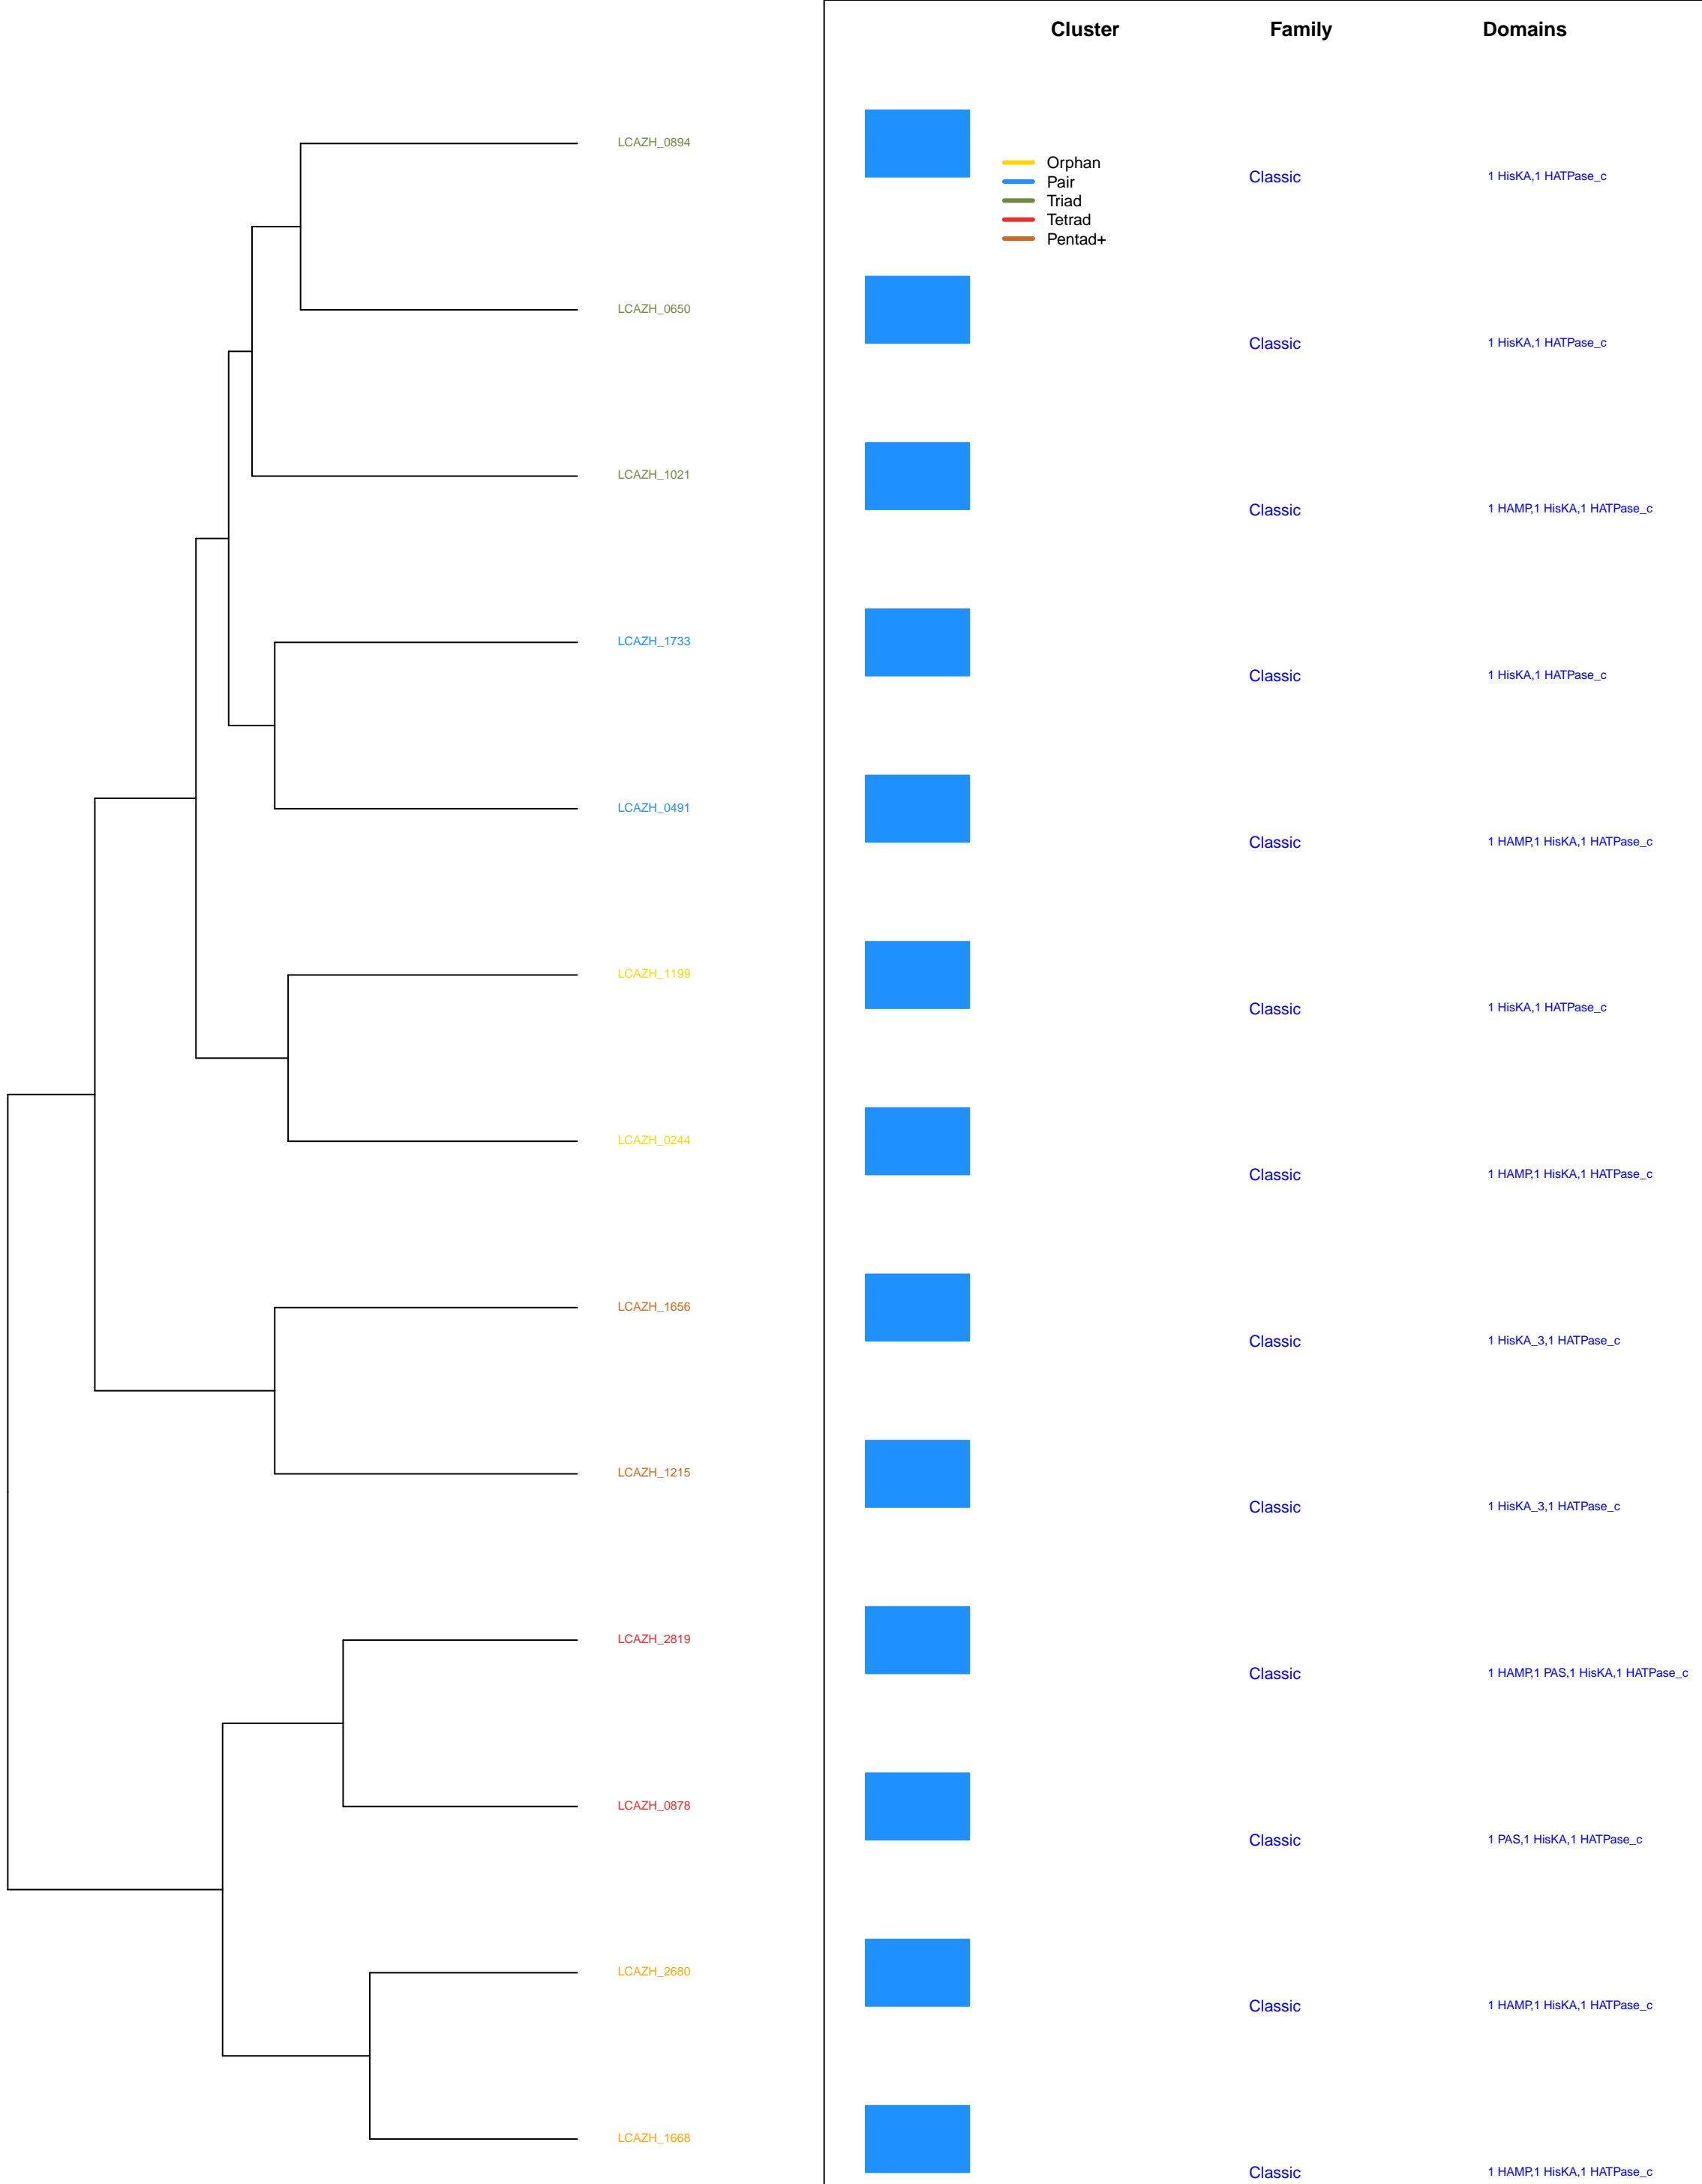 Cluster Family Domains
LCAZH_0894
Orphan
Pair
Classic 1 HisKA,1 HATPase_c
Triad
Tetrad
Pentad+
LCAZH_0650
Classic 1 HisKA,1 HATPase_c
LCAZH_1021
Classic 1 HAMP,1 HisKA,1 HATPase_c
LCAZH_1733
Classic 1 HisKA,1 HATPase_c
LCAZH_0491
Classic 1 HAMP,1 HisKA,1 HATPase_c
LCAZH_1199
Classic 1 HisKA,1 HATPase_c
LCAZH_0244
Classic 1 HAMP,1 HisKA,1 HATPase_c
LCAZH_1656
Classic 1 HisKA_3,1 HATPase_c
LCAZH_1215
Classic 1 HisKA_3,1 HATPase_c
LCAZH_2819
Classic 1 HAMP,1 PAS,1 HisKA,1 HATPase_c
LCAZH_0878
Classic 1 PAS,1 HisKA,1 HATPase_c
LCAZH_2680
Classic 1 HAMP,1 HisKA,1 HATPase_c
LCAZH_1668
Classic 1 HAMP,1 HisKA,1 HATPase_c